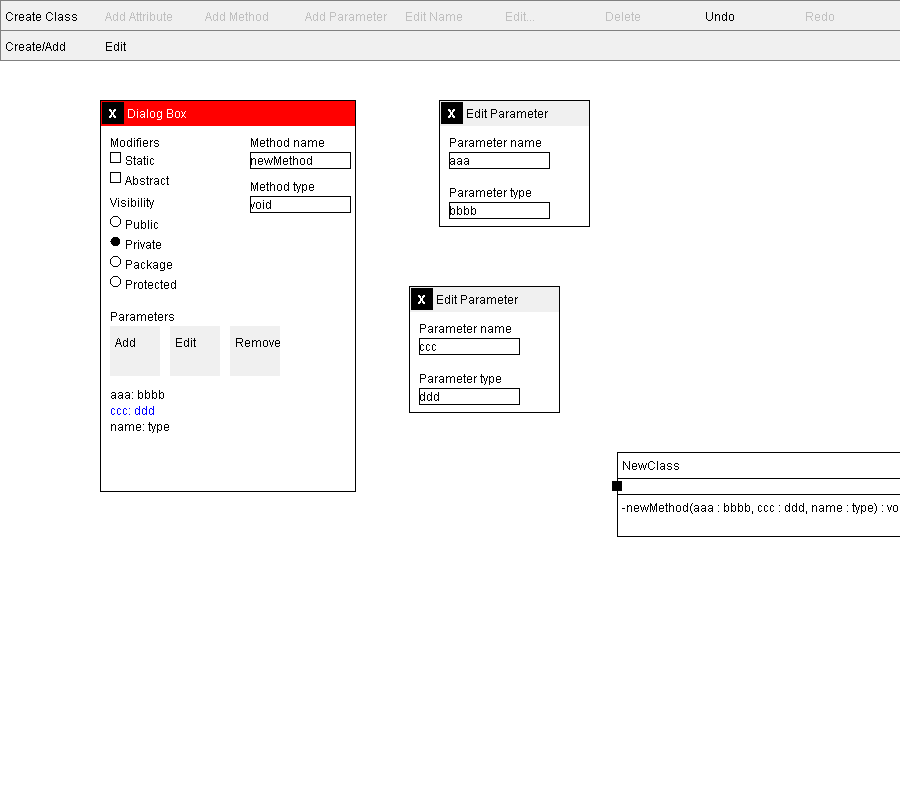 Create Class Add Attribute Add Method Add Parameter Edit Name Edit... Delete Undo Redo
Create/Add Edit
X Dialog Box
Modifiers
Static
Abstract
Visibility
Public
Private
Package
Protected
Method name
newMethod
Method type
void
Parameters
Add Edit Remove
aaa: bbbb
ccc: ddd
name: type
X Edit Parameter
Parameter name
aaa
Parameter type
bbbb
X Edit Parameter
Parameter name
ccc
Parameter type
ddd
NewClass
-newMethod(aaa : bbbb, ccc : ddd, name : type) : vo